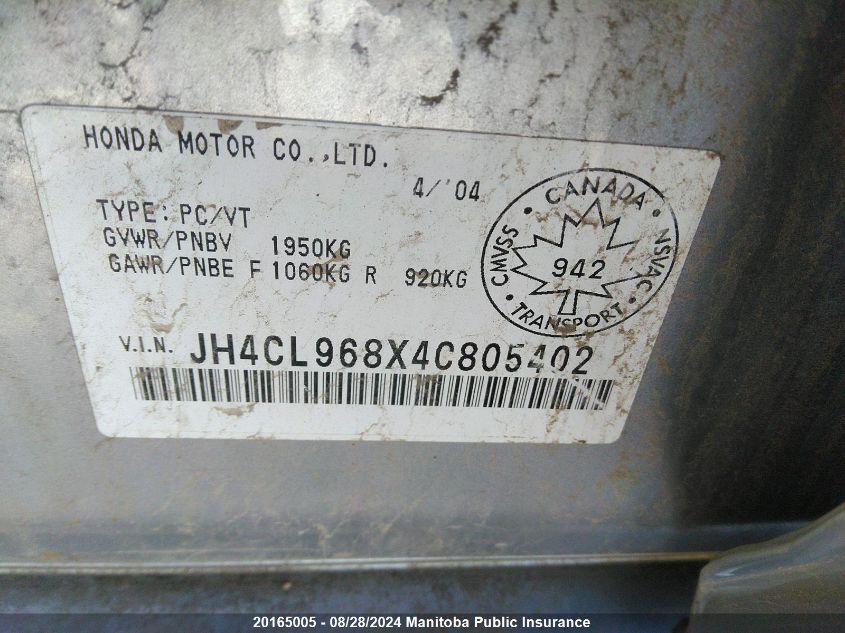 HONDA MOTOR CO.,LTD.
4/'04
TYPE: PC/VT
GVWR/PNBV 1950KG
GAWR/PNBE F 1060KG R 920KG
CANADA
CMVSS • NSVAC
942
TRANSPORT
V.I.N. JH4CL968X4C805402
20165005 - 08/28/2024 Manitoba Public Insurance